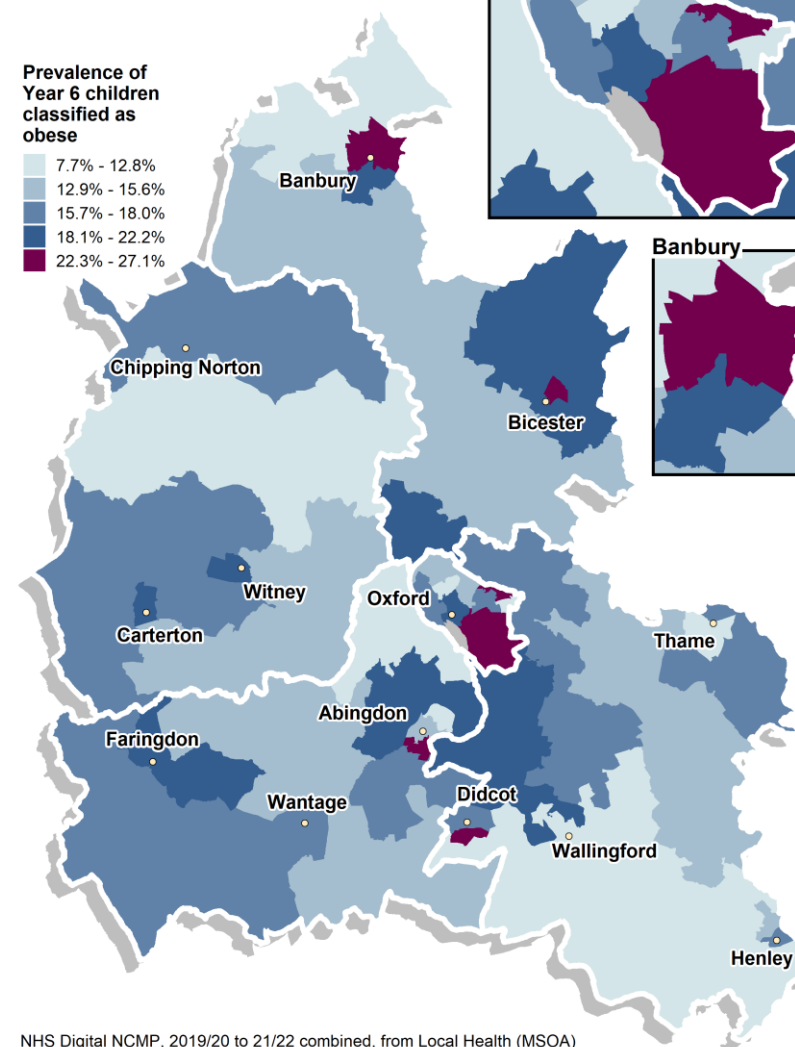 Prevalence of
Year 6 children
classified as
obese
7.7% - 12.8%
12.9% - 15.6%
15.7% - 18.0%
18.1% - 22.2%
22.3% - 27.1%
Banbury
Banbury
Chipping Norton
Bicester
Witney
Oxford
Carterton
Thame
Abingdon
Faringdon
Didcot
Wantage
Wallingford
Henley
NHS Digital NCMP, 2019/20 to 21/22 combined, from Local Health (MSOA)